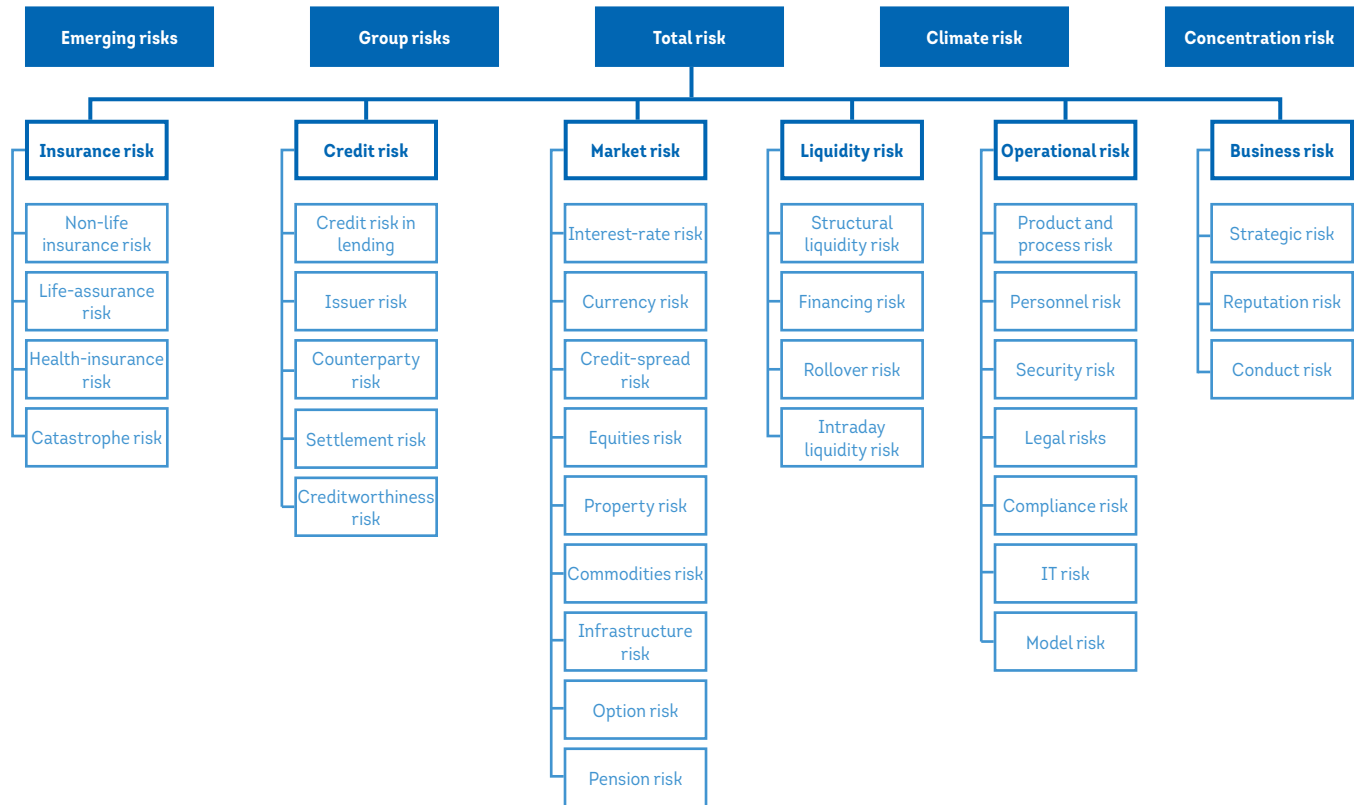 Emerging risks
Group risks
Total risk
Climate risk
Concentration risk
Insurance risk
Non-life
insurance risk
Life-assurance
risk
Health-insurance
risk
Catastrophe risk
Credit risk
Credit risk in
lending
Issuer risk
Counterparty
risk
Settlement risk
Creditworthiness
risk
Market risk
Interest-rate risk
Currency risk
Credit-spread
risk
Equities risk
Property risk
Commodities risk
Infrastructure
risk
Option risk
Pension risk
Liquidity risk
Structural
liquidity risk
Financing risk
Rollover risk
Intraday
liquidity risk
Operational risk
Product and
process risk
Personnel risk
Security risk
Legal risks
Compliance risk
IT risk
Model risk
Business risk
Strategic risk
Reputation risk
Conduct risk